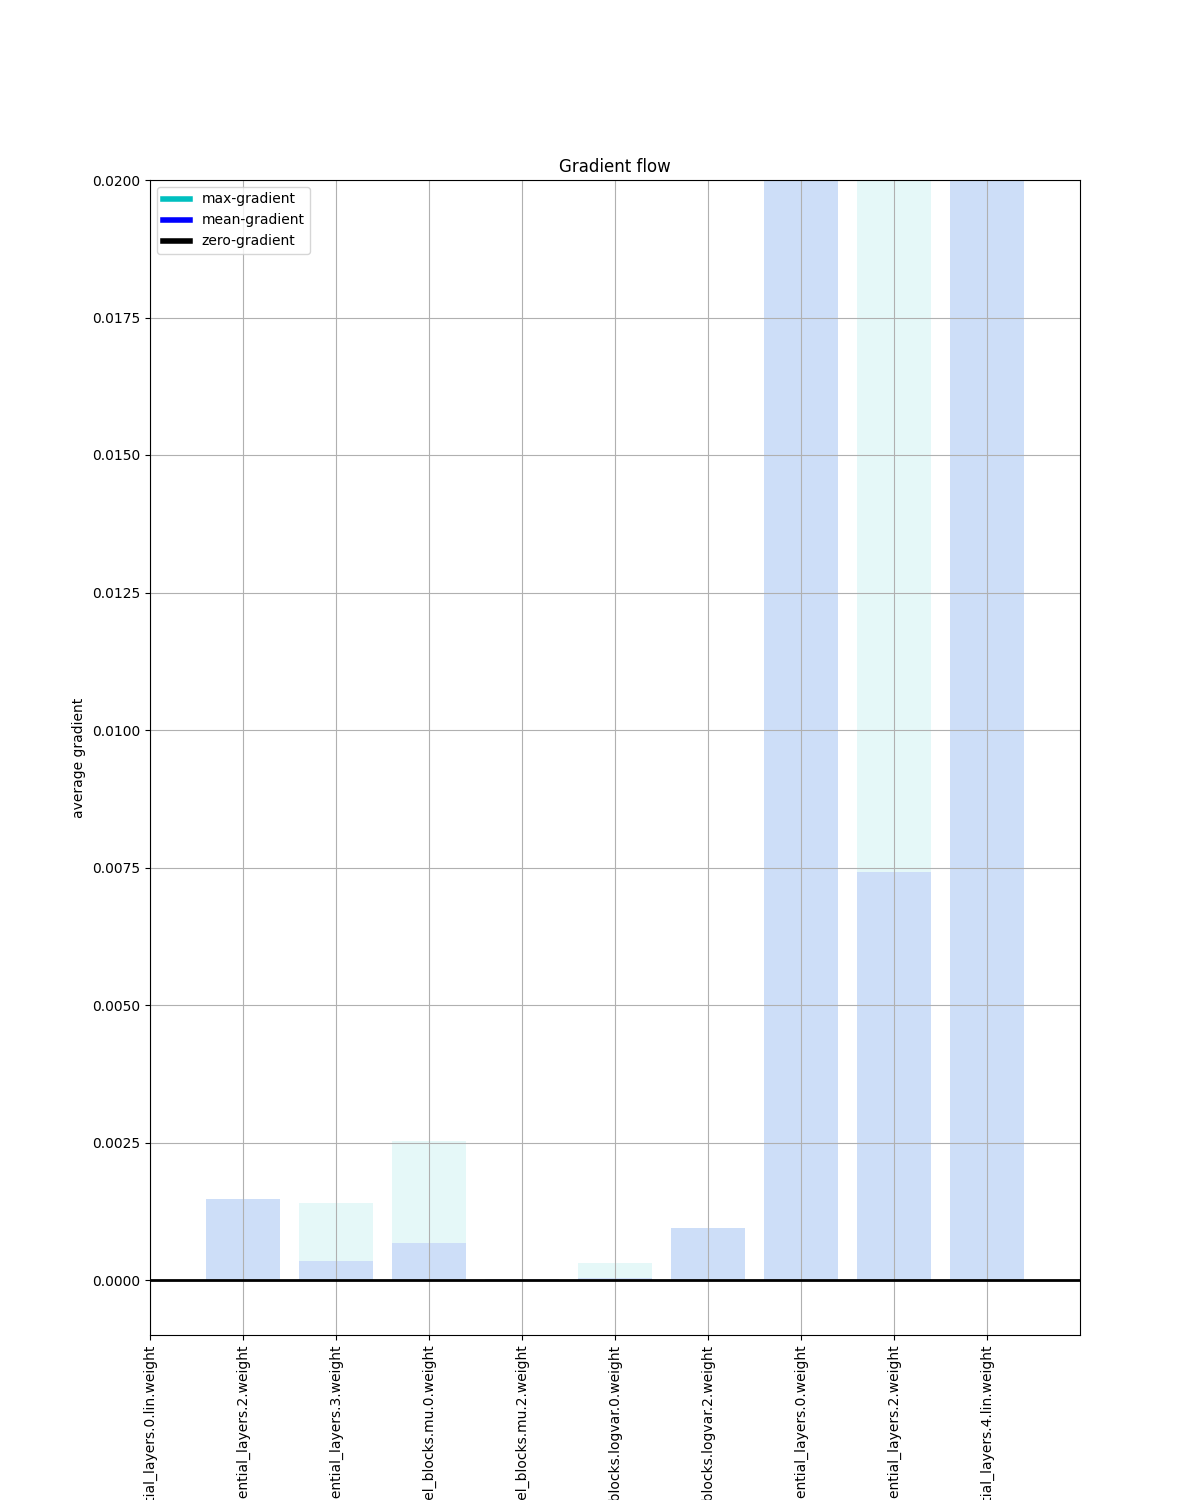 Gradient flow
max-gradient
mean-gradient
zero-gradient
0.0200
0.0175
0.0150
0.0125
0.0100
0.0075
0.0050
0.0025
0.0000
average gradient
tial_layers.0.lin.weight
ential_layers.2.weight
ential_layers.3.weight
el_blocks.mu.0.weight
el_blocks.mu.2.weight
blocks.logvar.0.weight
blocks.logvar.2.weight
ential_layers.0.weight
ential_layers.2.weight
tial_layers.4.lin.weight